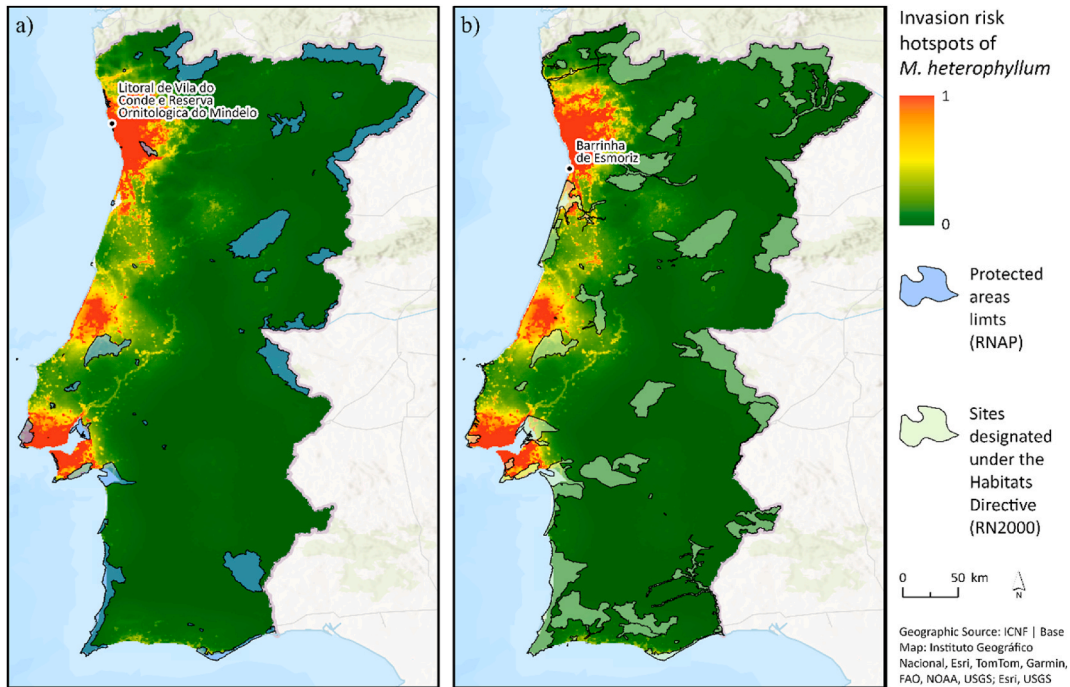 a)
Litoral de Vila do
Conde e Reserva
Ornitológica do Mindelo
b)
Barrinha
de Esmoriz
Invasion risk
hotspots of
M. heterophyllum
1
0
Protected
areas
limts
(RNAP)
Sites
designated
under the
Habitats
Directive
(RN2000)
0 50 km
N
Geographic Source: ICNF | Base
Map: Instituto Geográfico
Nacional, Esri, TomTom, Garmin,
FAO, NOAA, USGS; Esri, USGS